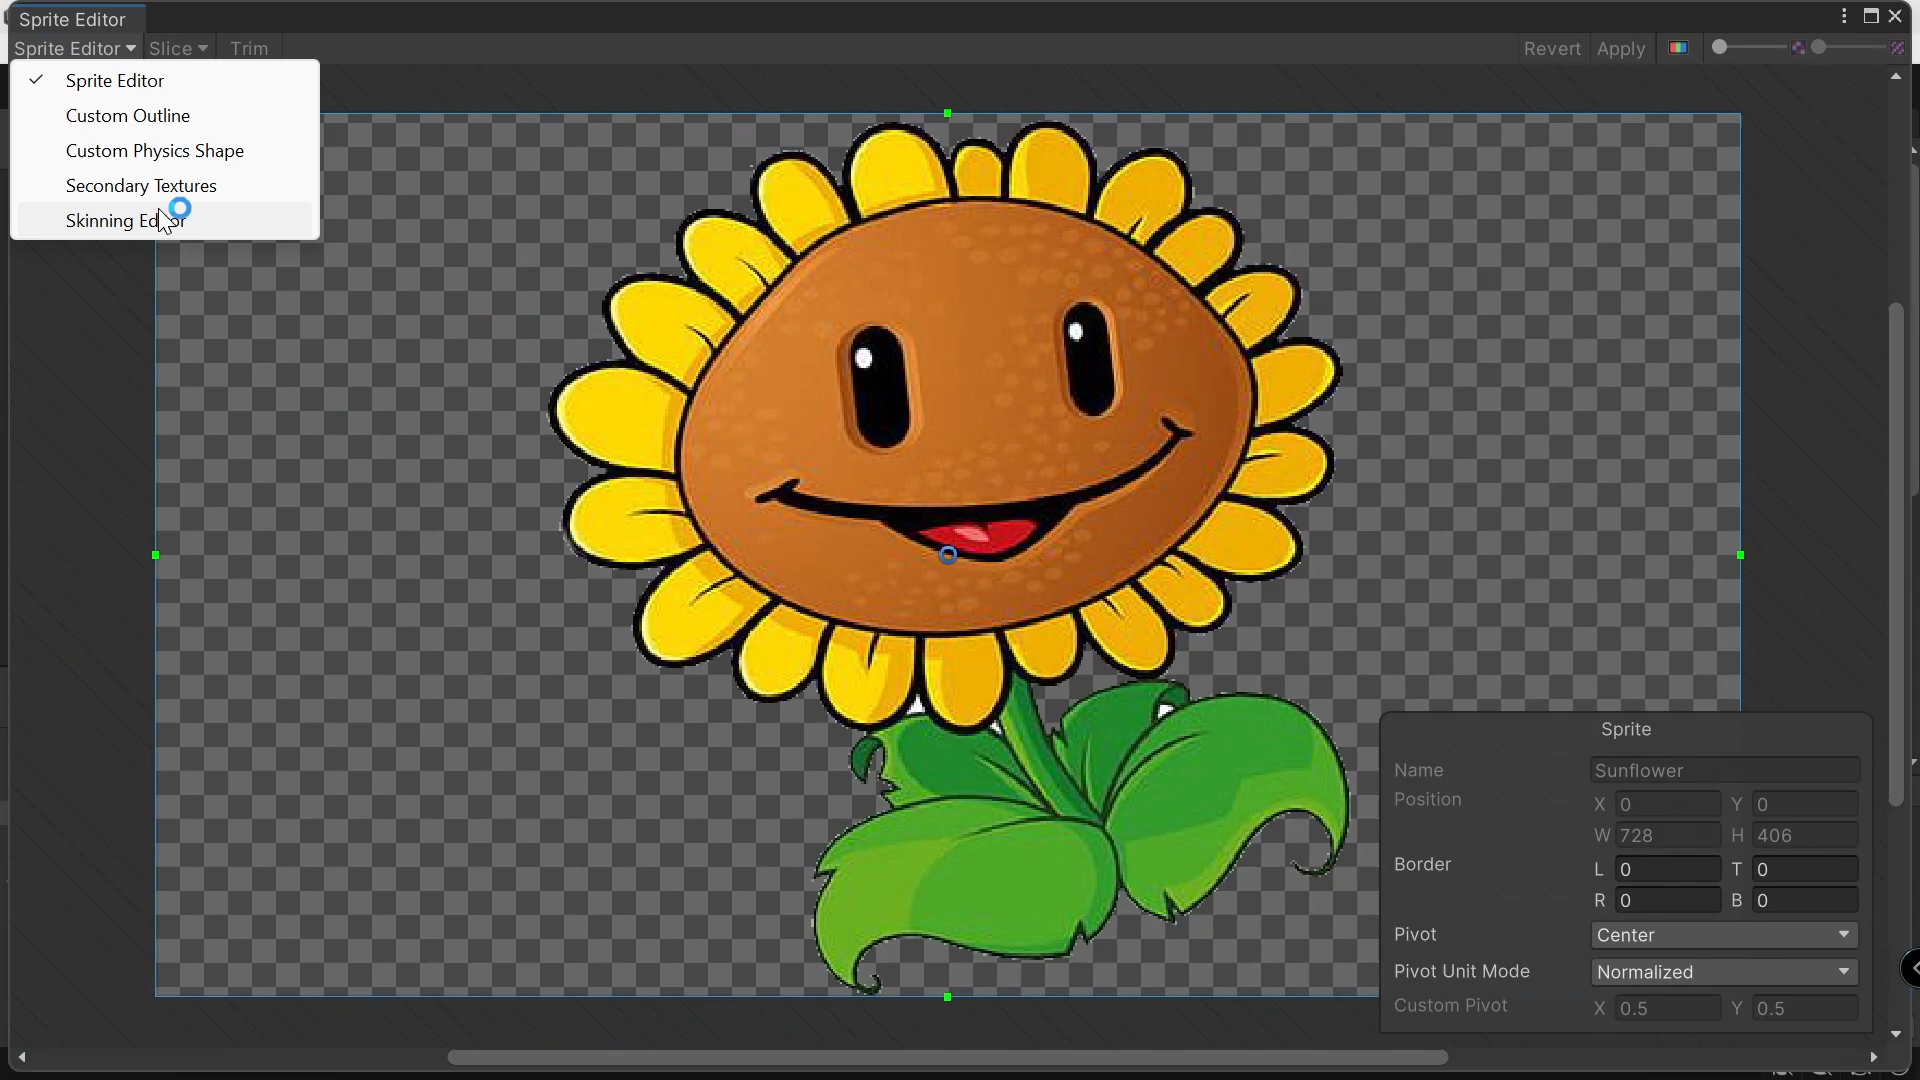 Sprite Editor
Sprite Editor Slice Trim Revert Apply
Sprite Editor
Custom Outline
Custom Physics Shape
Secondary Textures
Skinning Editor
Sprite
Name Sunflower
Position X 0 Y 0
W 728 H 406
Border L 0 T 0
R 0 B 0
Pivot Center
Pivot Unit Mode Normalized
Custom Pivot X 0.5 Y 0.5